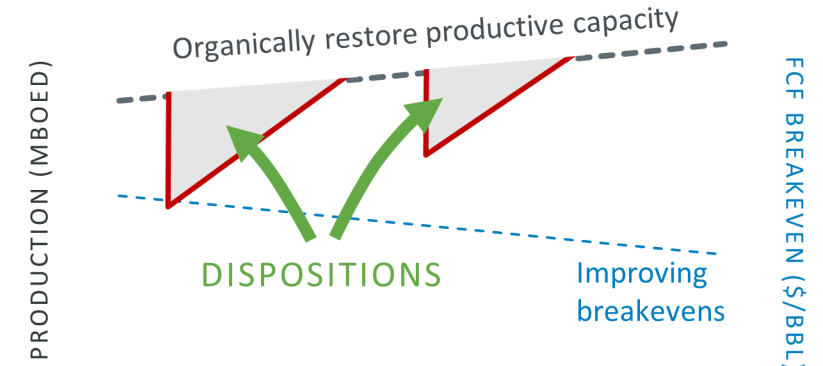 Organically restore productive capacity
PRODUCTION (MBOED)
FCF BREAKEVEN ($/BBL)
DISPOSITIONS
Improving
breakevens